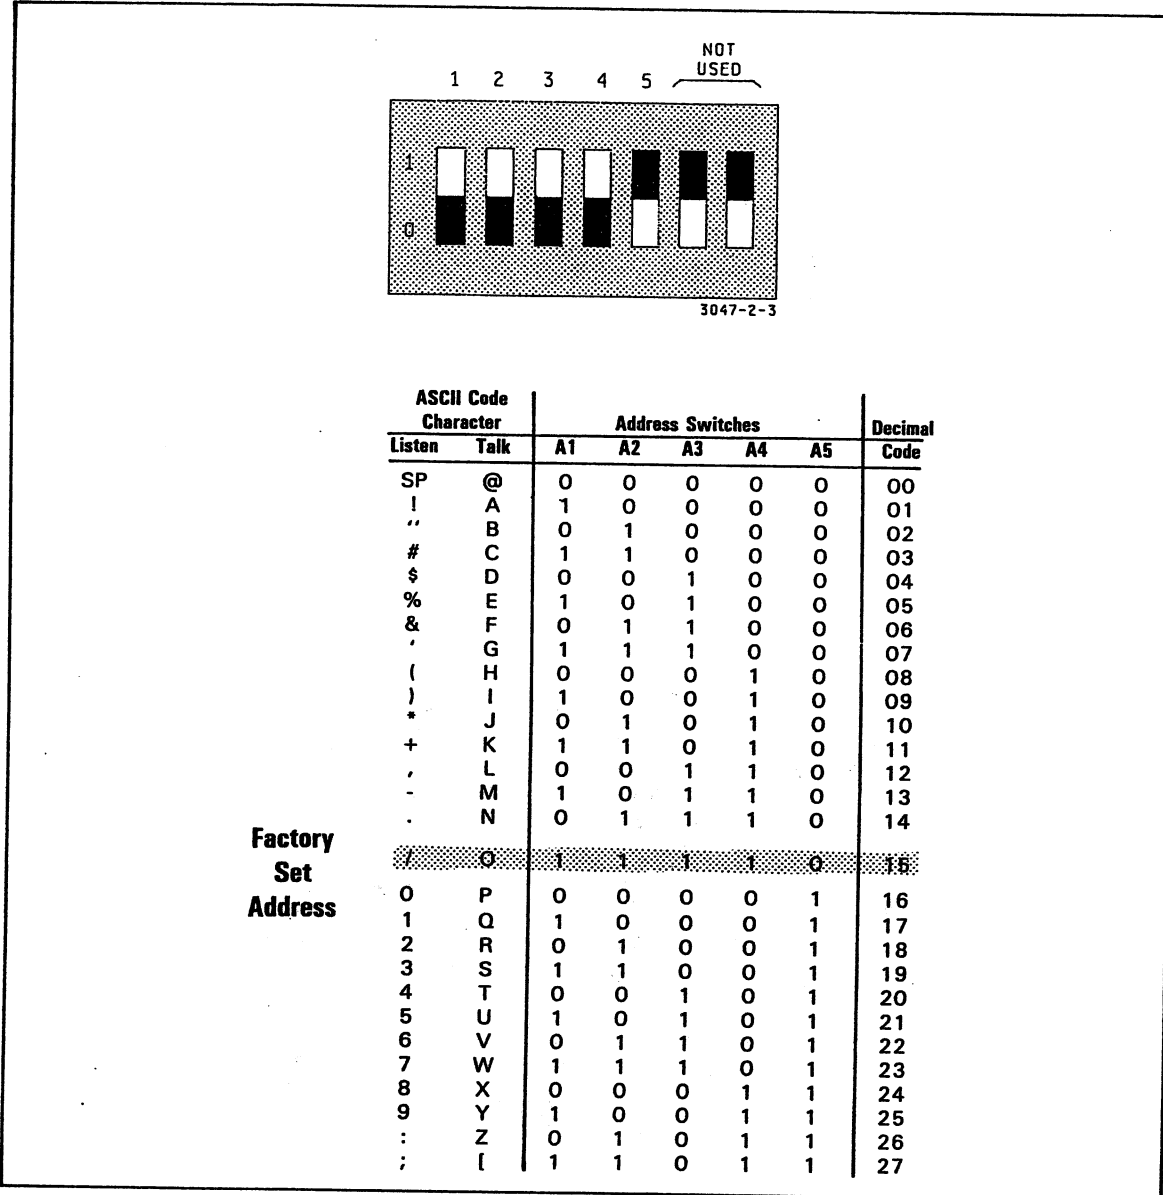 NOT
USED
1 2 3 4 5
1
0
3047-2-3
ASCII Code
Character Address Switches Decimal
Listen Talk A1 A2 A3 A4 A5 Code
SP @ 0 0 0 0 0 00
! A 1 0 0 0 0 01
" B 0 1 0 0 0 02
# C 1 1 0 0 0 03
$ D 0 0 1 0 0 04
% E 1 0 1 0 0 05
& F 0 1 1 0 0 06
' G 1 1 1 0 0 07
( H 0 0 0 1 0 08
) I 1 0 0 1 0 09
* J 0 1 0 1 0 10
+ K 1 1 0 1 0 11
, L 0 0 1 1 0 12
- M 1 0 1 1 0 13
. N 0 1 1 1 0 14
Factory
Set
Address
/ O 1 1 1 1 0 15
0 P 0 0 0 0 1 16
1 Q 1 0 0 0 1 17
2 R 0 1 0 0 1 18
3 S 1 1 0 0 1 19
4 T 0 0 1 0 1 20
5 U 1 0 1 0 1 21
6 V 0 1 1 0 1 22
7 W 1 1 1 0 1 23
8 X 0 0 0 1 1 24
9 Y 1 0 0 1 1 25
: Z 0 1 0 1 1 26
; [ 1 1 0 1 1 27